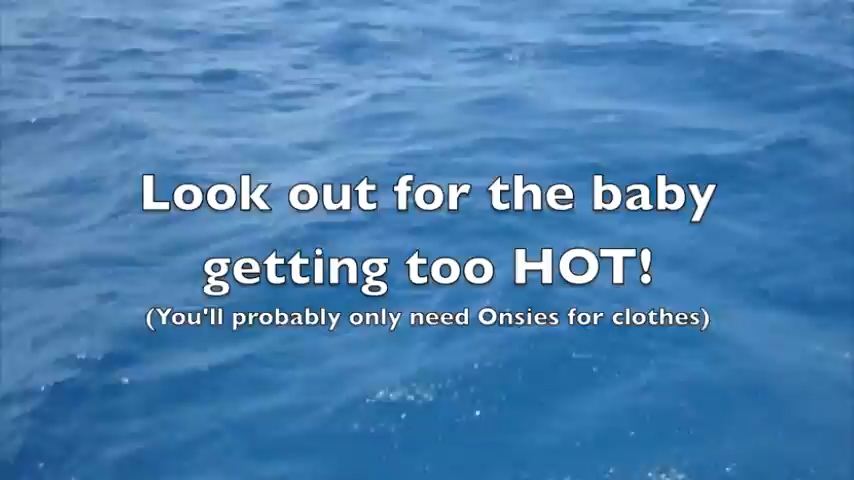 Look out for the baby
getting too HOT!
(You'll probably only need Onsies for clothes)